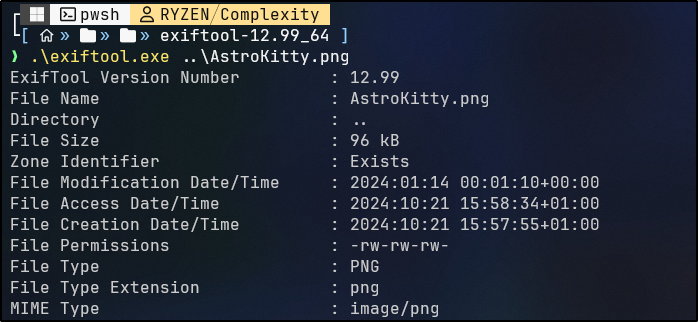 pwsh RYZEN/Complexity
[ » » » exiftool-12.99_64 ]
❯ .\exiftool.exe ..\AstroKitty.png
ExifTool Version Number : 12.99
File Name : AstroKitty.png
Directory : ..
File Size : 96 kB
Zone Identifier : Exists
File Modification Date/Time : 2024:01:14 00:01:10+00:00
File Access Date/Time : 2024:10:21 15:58:34+01:00
File Creation Date/Time : 2024:10:21 15:57:55+01:00
File Permissions : -rw-rw-rw-
File Type : PNG
File Type Extension : png
MIME Type : image/png